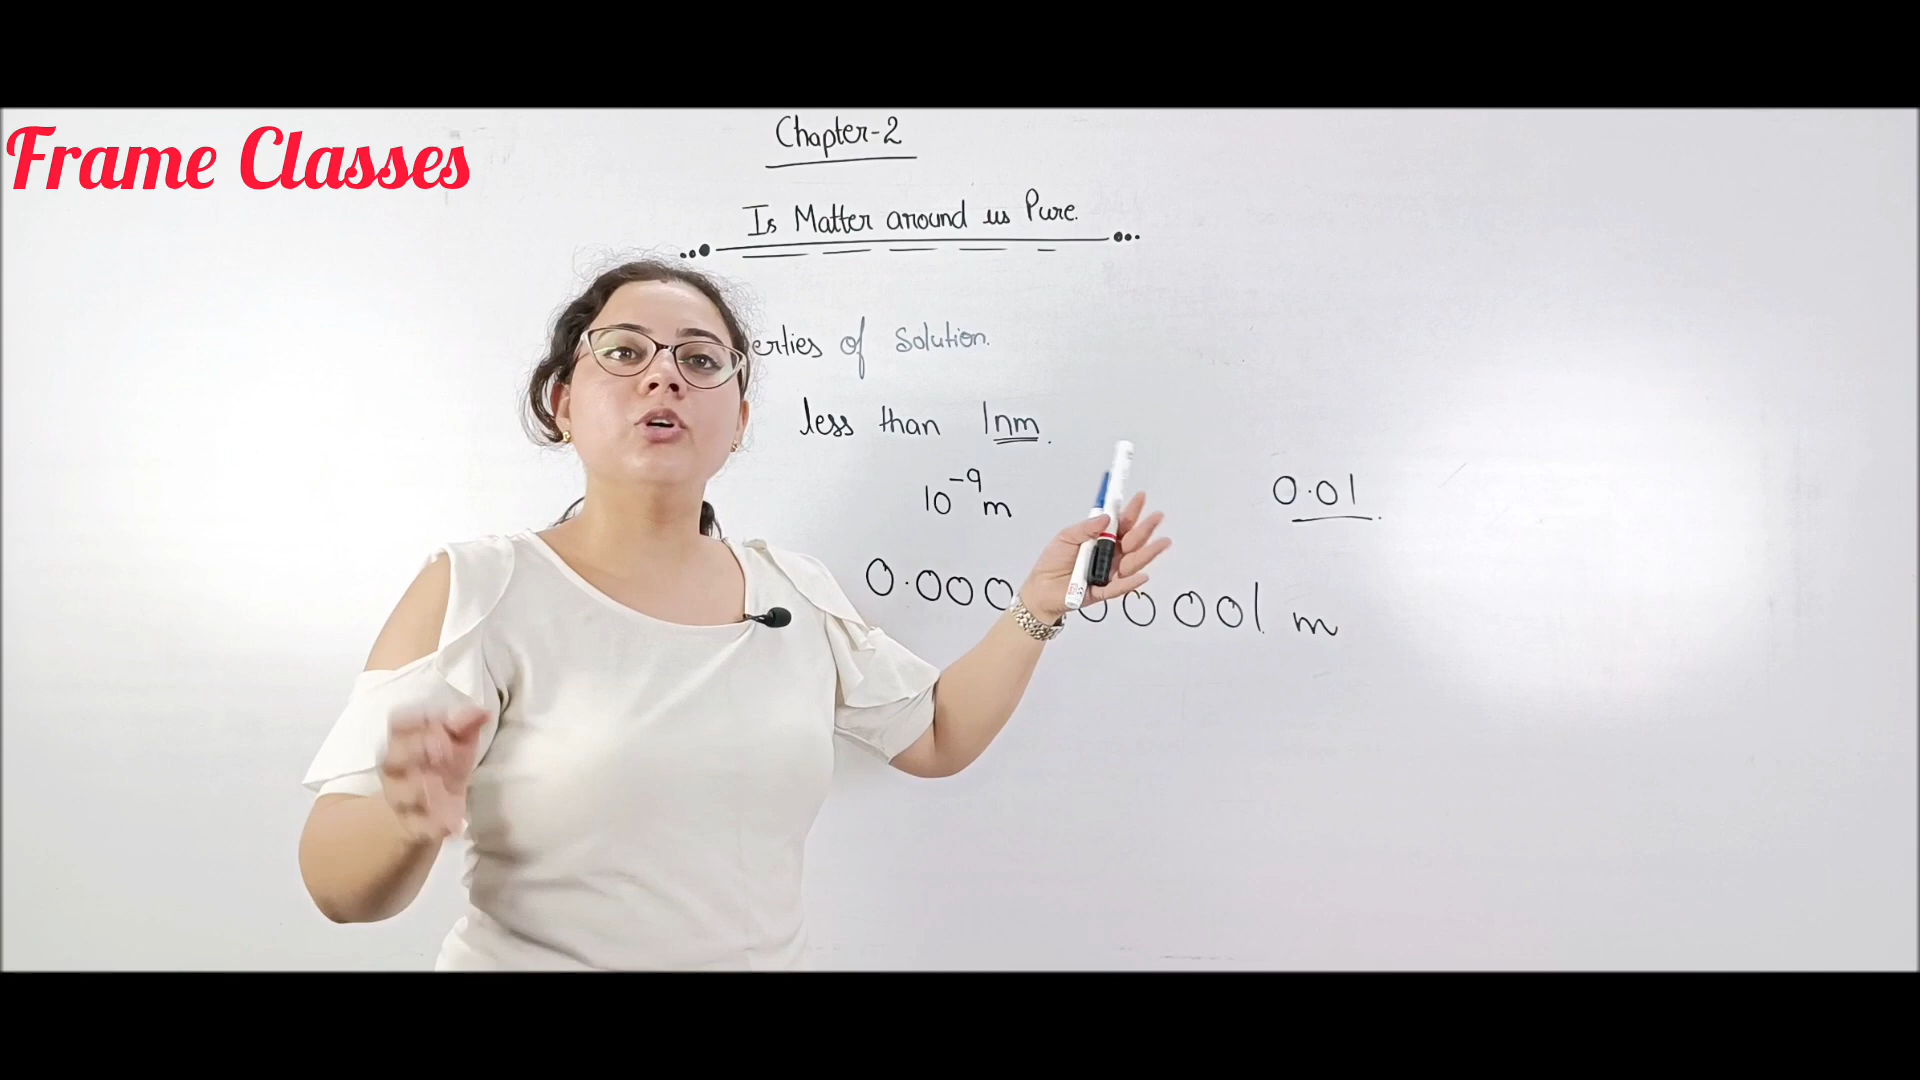 Frame Classes
Chapter-2
Is Matter around us Pure.
erties of Solution.
less than 1nm.
10⁻⁹m
0.01
0.000 0001 m